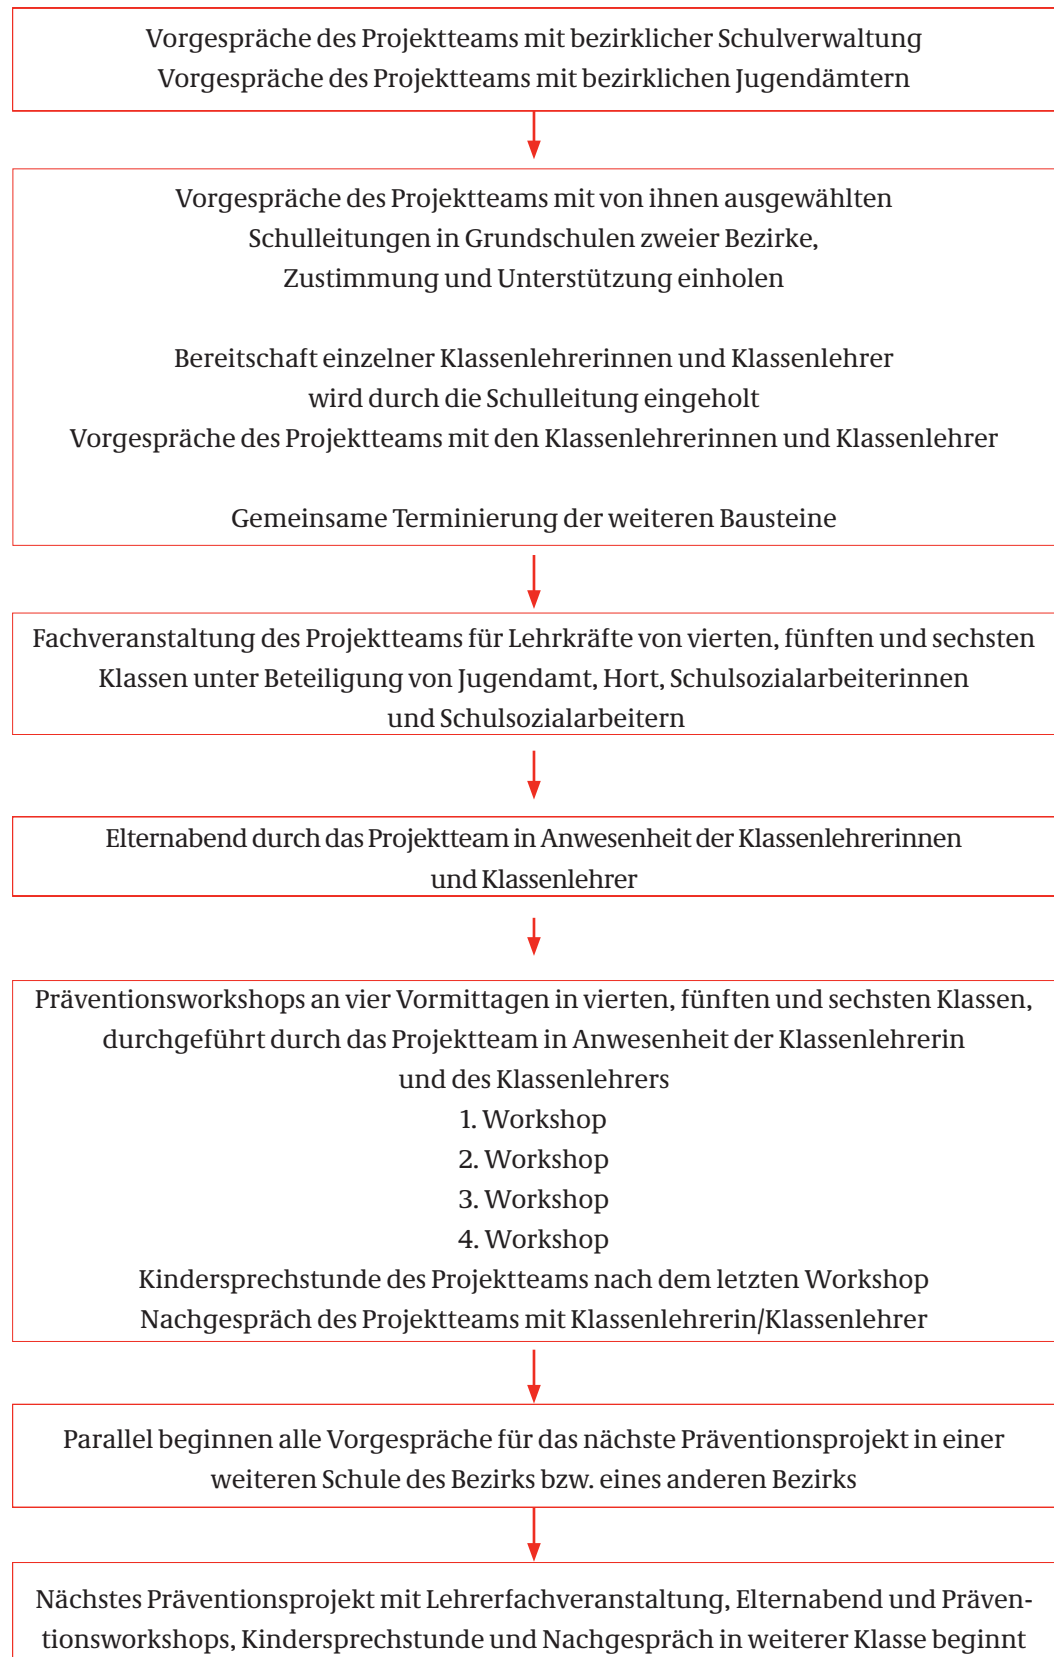 Vorgespräche des Projektteams mit bezirklicher Schulverwaltung
Vorgespräche des Projektteams mit bezirklichen Jugendämtern
Vorgespräche des Projektteams mit von ihnen ausgewählten
Schulleitungen in Grundschulen zweier Bezirke,
Zustimmung und Unterstützung einholen
Bereitschaft einzelner Klassenlehrerinnen und Klassenlehrer
wird durch die Schulleitung eingeholt
Vorgespräche des Projektteams mit den Klassenlehrerinnen und Klassenlehrer
Gemeinsame Terminierung der weiteren Bausteine
Fachveranstaltung des Projektteams für Lehrkräfte von vierten, fünften und sechsten
Klassen unter Beteiligung von Jugendamt, Hort, Schulsozialarbeiterinnen
und Schulsozialarbeitern
Elternabend durch das Projektteam in Anwesenheit der Klassenlehrerinnen
und Klassenlehrer
Präventionsworkshops an vier Vormittagen in vierten, fünften und sechsten Klassen,
durchgeführt durch das Projektteam in Anwesenheit der Klassenlehrerin
und des Klassenlehrers
1. Workshop
2. Workshop
3. Workshop
4. Workshop
Kindersprechstunde des Projektteams nach dem letzten Workshop
Nachgespräch des Projektteams mit Klassenlehrerin/Klassenlehrer
Parallel beginnen alle Vorgespräche für das nächste Präventionsprojekt in einer
weiteren Schule des Bezirks bzw. eines anderen Bezirks
Nächstes Präventionsprojekt mit Lehrerfachveranstaltung, Elternabend und Präven-
tionsworkshops, Kindersprechstunde und Nachgespräch in weiterer Klasse beginnt